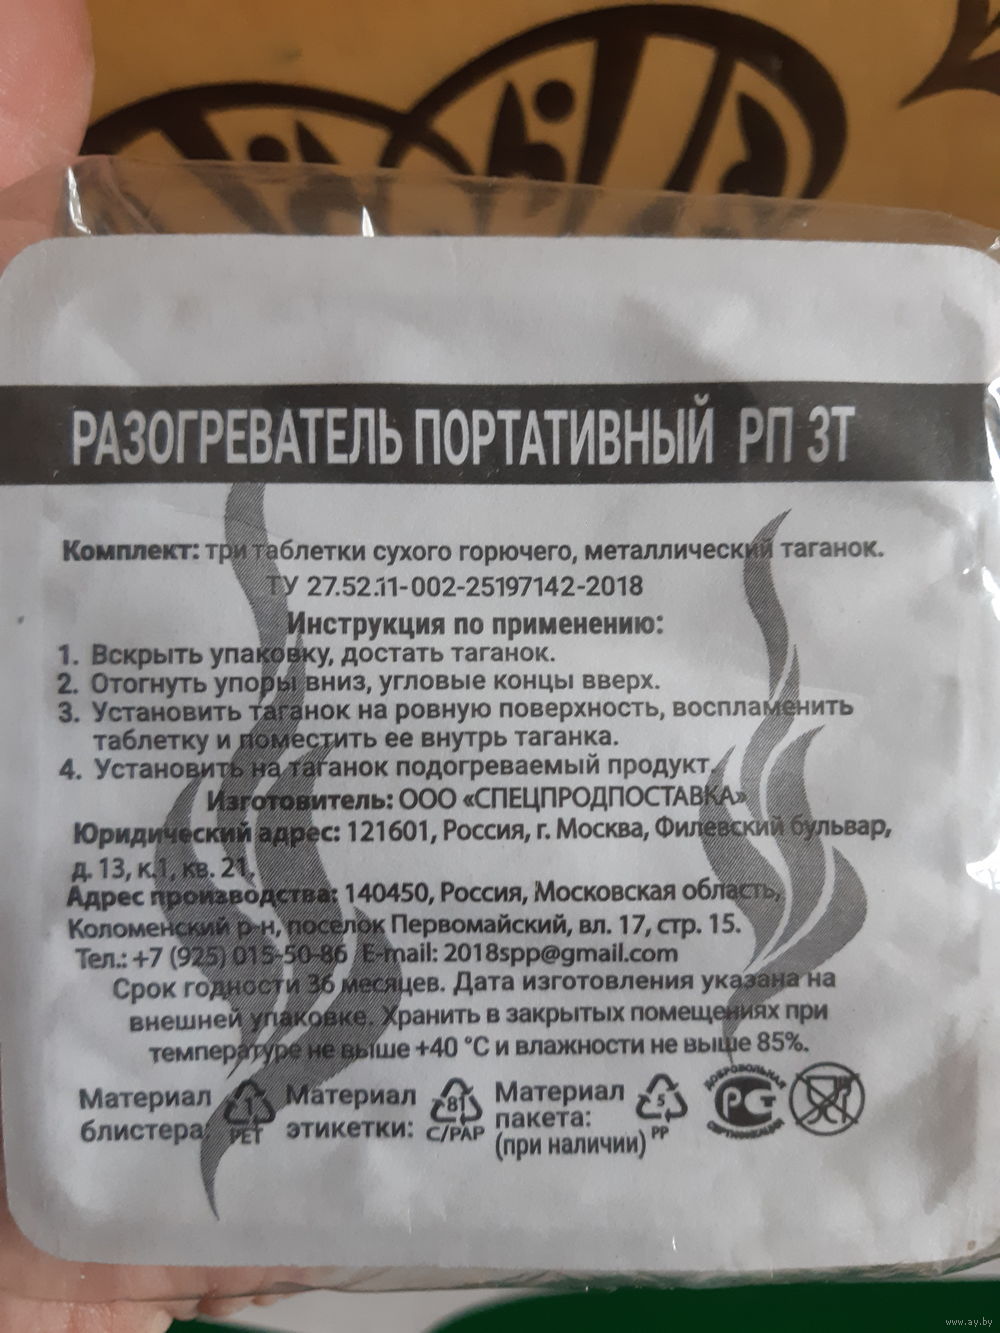 РАЗОГРЕВАТЕЛЬ ПОРТАТИВНЫЙ РП 3Т
Комплект: три таблетки сухого горючего, металлический таганок.
ТУ 27.52.11-002-25197142-2018
Инструкция по применению:
1. Вскрыть упаковку, достать таганок.
2. Отогнуть упоры вниз, угловые концы вверх.
3. Установить таганок на ровную поверхность, воспламенить
таблетку и поместить ее внутрь таганка.
4. Установить на таганок подогреваемый продукт.
Изготовитель: ООО «СПЕЦПРОДПОСТАВКА»
Юридический адрес: 121601, Россия, г. Москва, Филевский бульвар,
д. 13, к.1, кв. 21.
Адрес производства: 140450, Россия, Московская область,
Коломенский р-н, поселок Первомайский, вл. 17, стр. 15.
Тел.: +7 (925) 015-50-86 E-mail: 2018spp@gmail.com
Срок годности 36 месяцев. Дата изготовления указана на
внешней упаковке. Хранить в закрытых помещениях при
температуре не выше +40 °С и влажности не выше 85%.
Материал блистера: 1 PET
Материал этикетки: 81 C/PAP
Материал пакета: (при наличии) 5 PP
ДОБРОВОЛЬНАЯ
РСТ
СЕРТИФИКАЦИЯ
www.ay.by